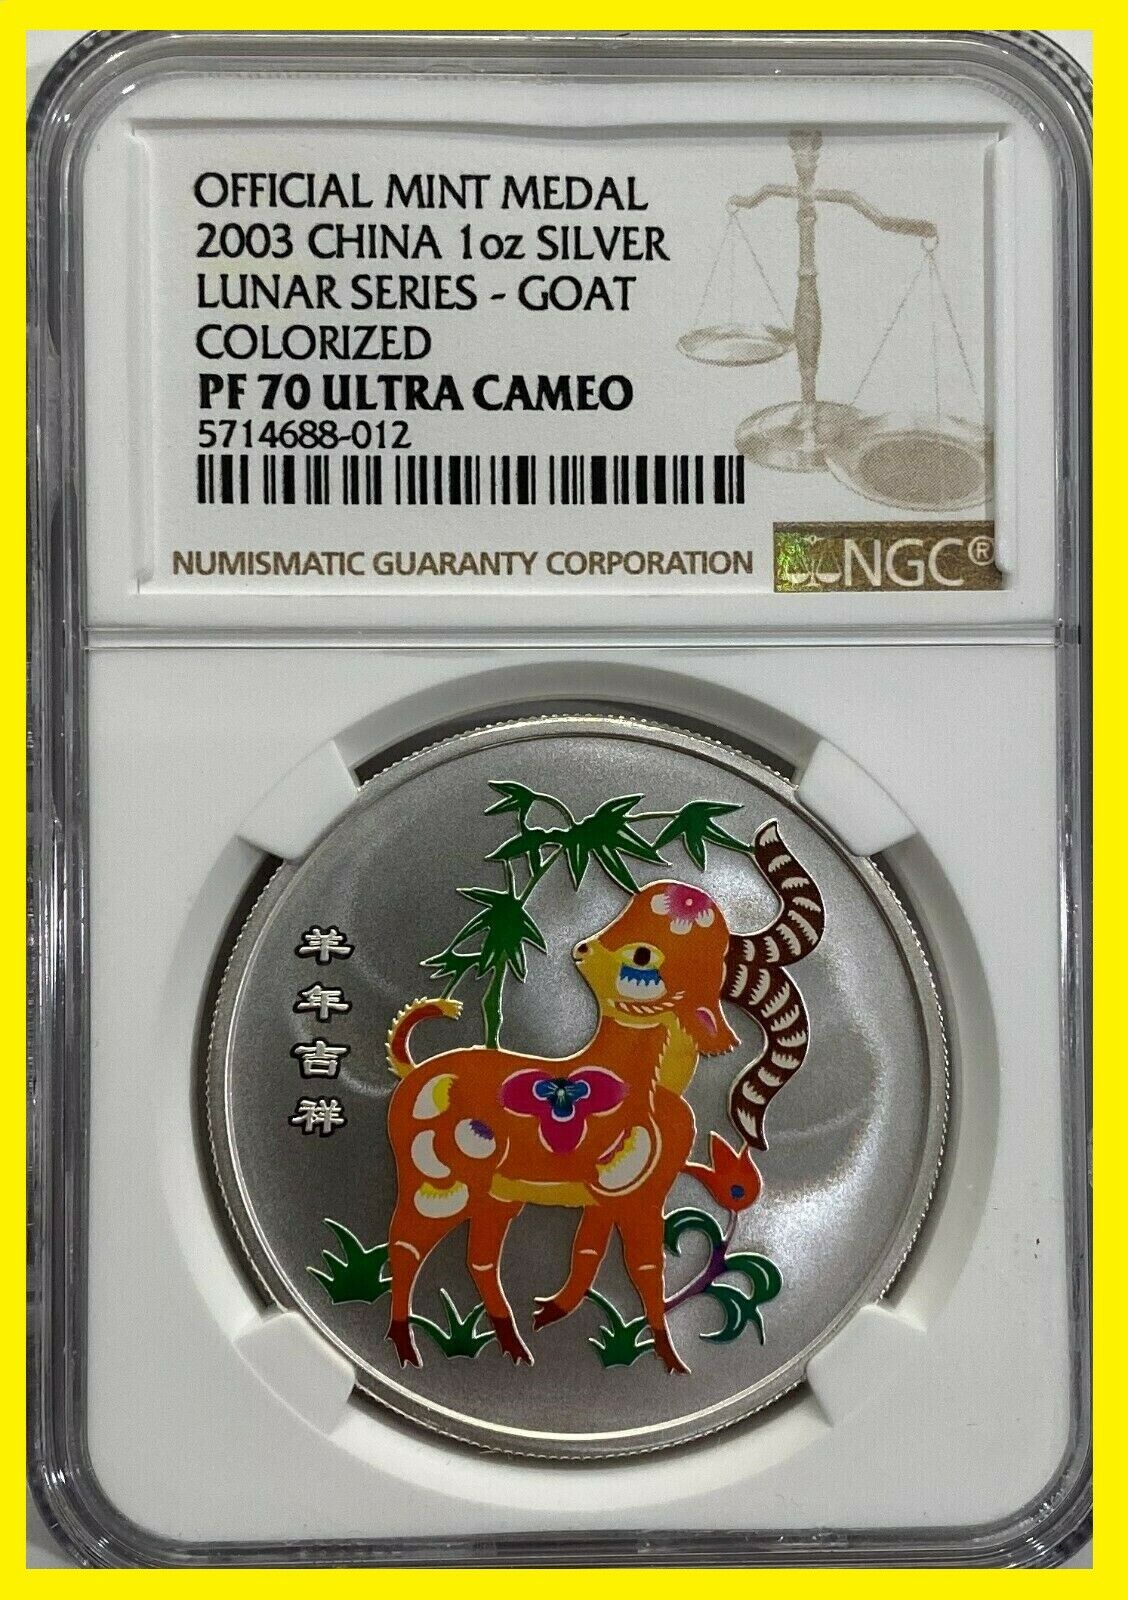 OFFICIAL MINT MEDAL
2003 CHINA 1oz SILVER
LUNAR SERIES - GOAT
COLORIZED
PF 70 ULTRA CAMEO
5714688-012
NUMISMATIC GUARANTY CORPORATION
NGC®
羊年吉祥